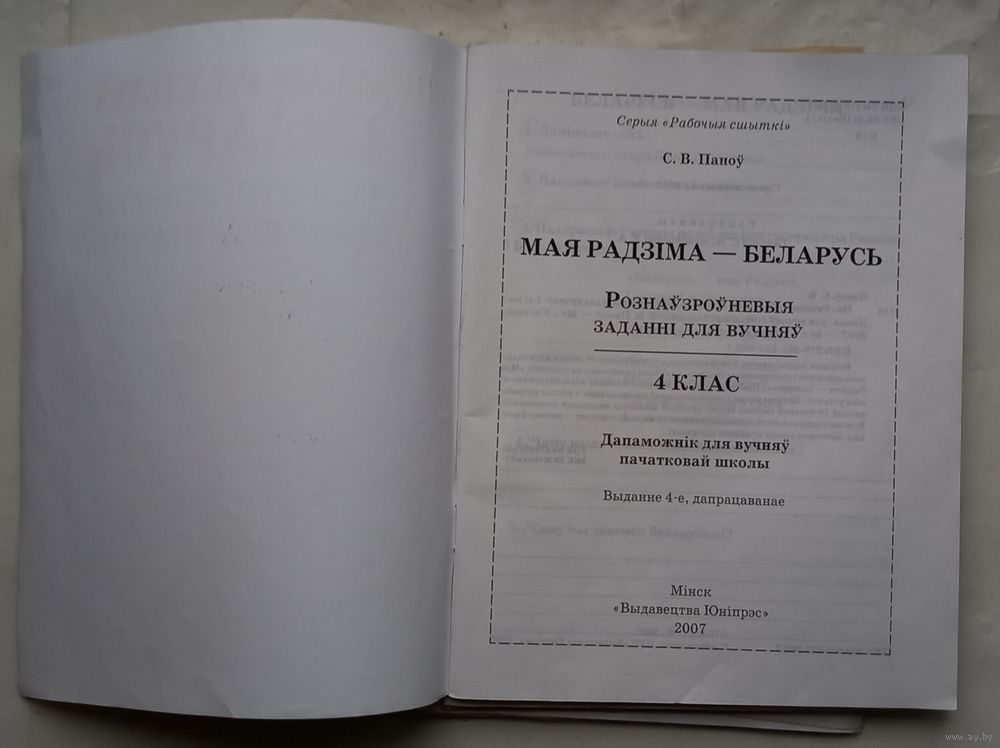 Серыя «Рабочыя сшыткі»
С. В. Паноў
МАЯ РАДЗІМА — БЕЛАРУСЬ
РОЗНАЎЗРОЎНЕВЫЯ
ЗАДАННІ ДЛЯ ВУЧНЯЎ
4 КЛАС
Дапаможнік для вучняў
пачатковай школы
Выданне 4-е, дапрацаванае
Мінск
«Выдавецтва Юніпрэс»
2007
www.ay.by